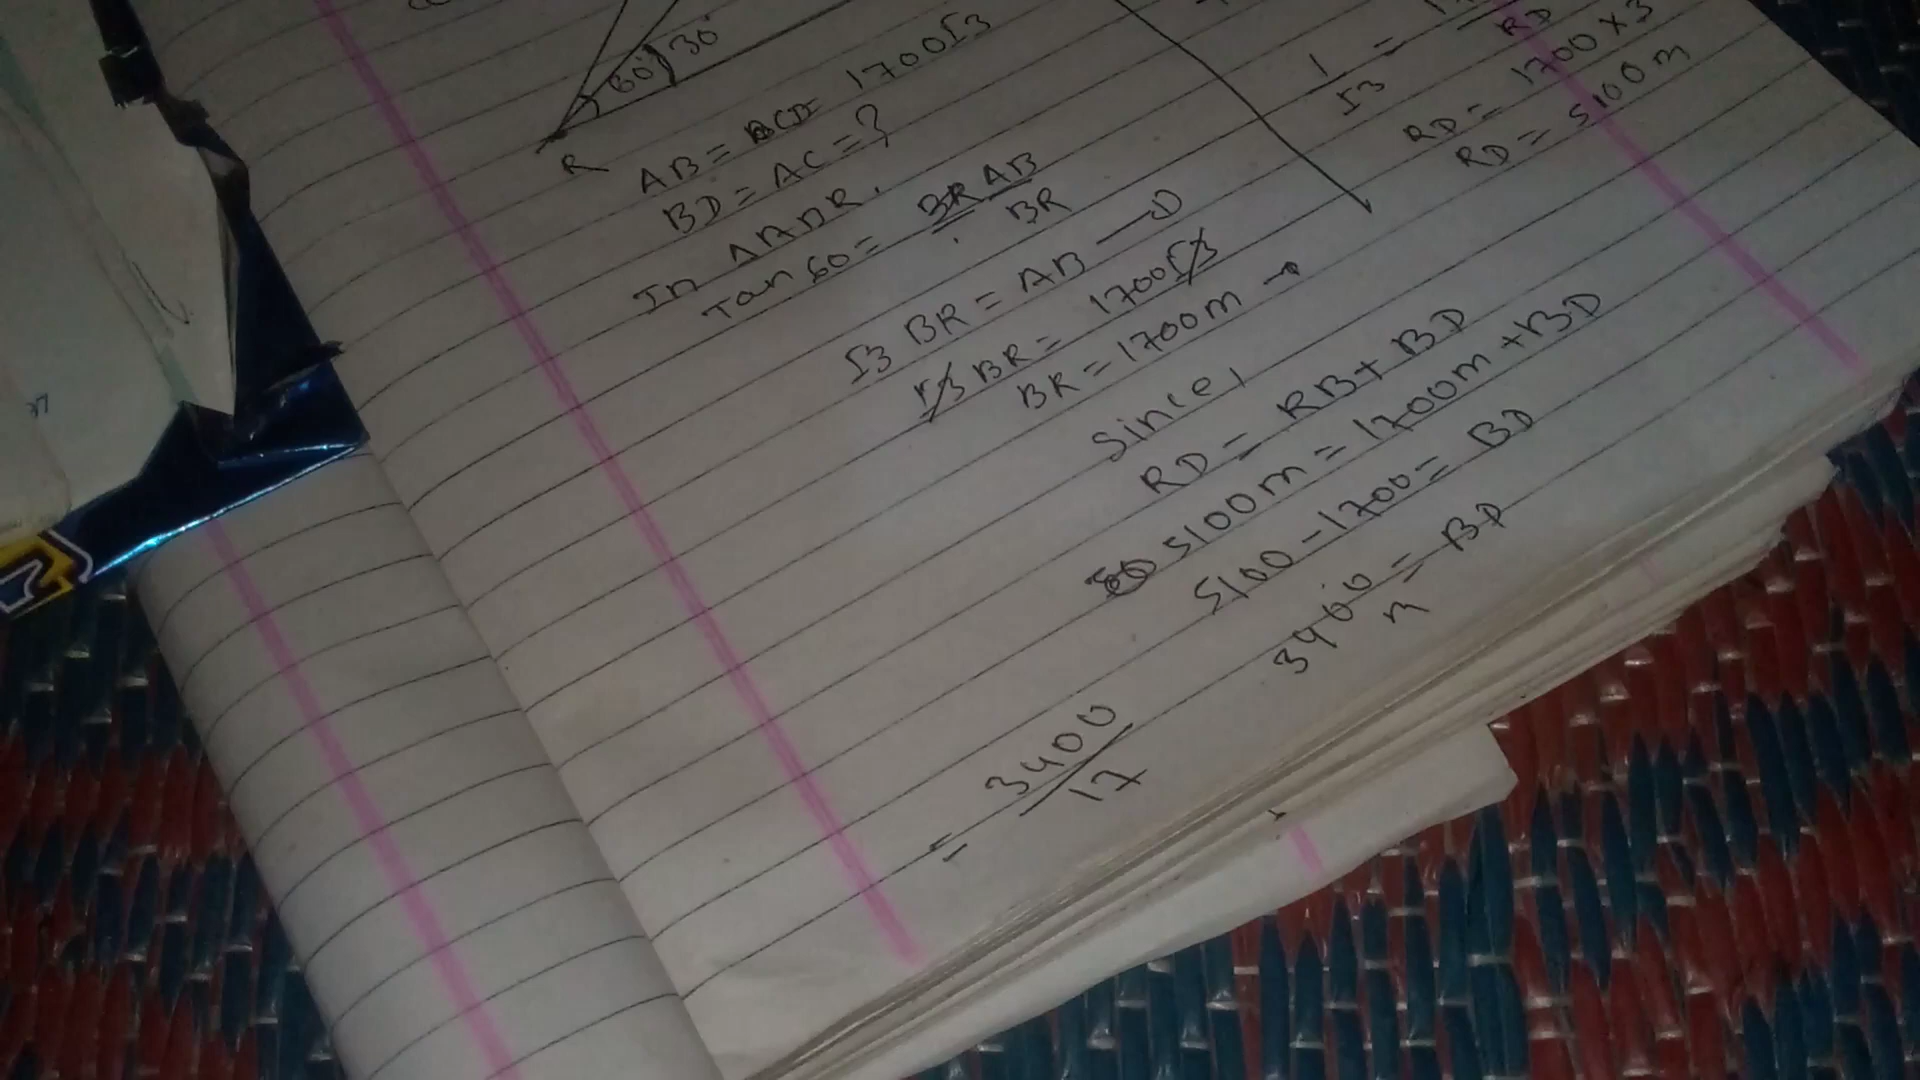 60° 30°
R
AB = CD = 1700√3
BD = AC = ?
In ΔABR,
Tan 60 = AB
BR
√3 BR = AB — ①
√3 BR = 1700√3
BR = 1700m
Since,
RD = RB + BD
5100m = 1700m + BD
5100 - 1700 = BD
3400 = BD
m
= 3400
17
1 =
√3 RD
RD = 1700 × 3
RD = 5100m